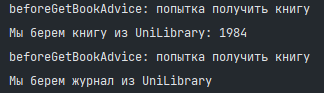 beforeGetBookAdvice: попытка получить книгу
Мы берем книгу из UniLibrary: 1984
beforeGetBookAdvice: попытка получить книгу
Мы берем журнал из UniLibrary